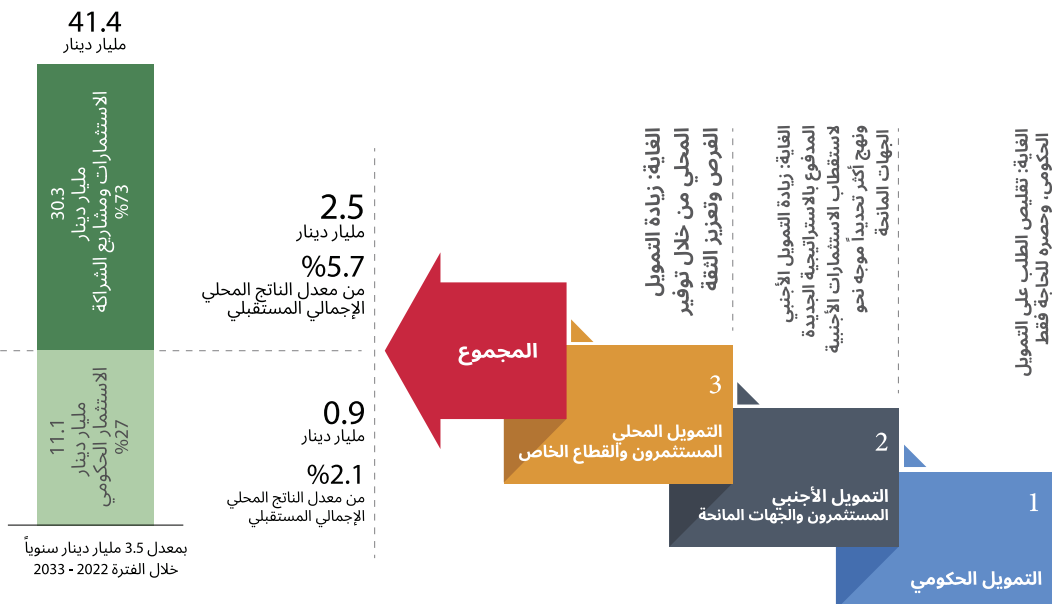 الغاية: تقليص الطلب على التمويل
الحكومي، وحصره للحاجة فقط
1
التمويل الحكومي
الغاية: زيادة التمويل الأجنبي
المدفوع بالاستراتيجية الجديدة
لاستقطاب الاستثمارات الأجنبية
ونهج أكثر تحديداً موجه نحو
الجهات المانحة
2
التمويل الأجنبي
المستثمرون والجهات المانحة
الغاية: زيادة التمويل
المحلي من خلال توفير
الفرص وتعزيز الثقة
3
التمويل المحلي
المستثمرون والقطاع الخاص
المجموع
2.5
مليار دينار
%5.7
من معدل الناتج المحلي
الإجمالي المستقبلي
0.9
مليار دينار
%2.1
من معدل الناتج المحلي
الإجمالي المستقبلي
41.4
مليار دينار
30.3
مليار دينار
%73
الاستثمارات ومشاريع الشراكة
11.1
مليار دينار
%27
الاستثمار الحكومي
بمعدل 3.5 مليار دينار سنوياً
خلال الفترة 2022 - 2033